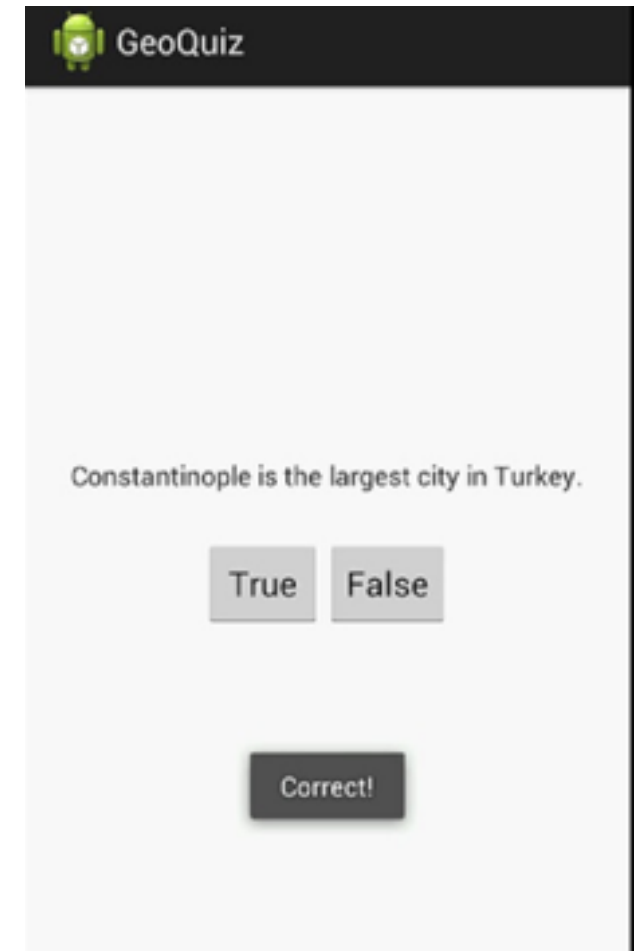 GeoQuiz
Constantinople is the largest city in Turkey.
True False
Correct!